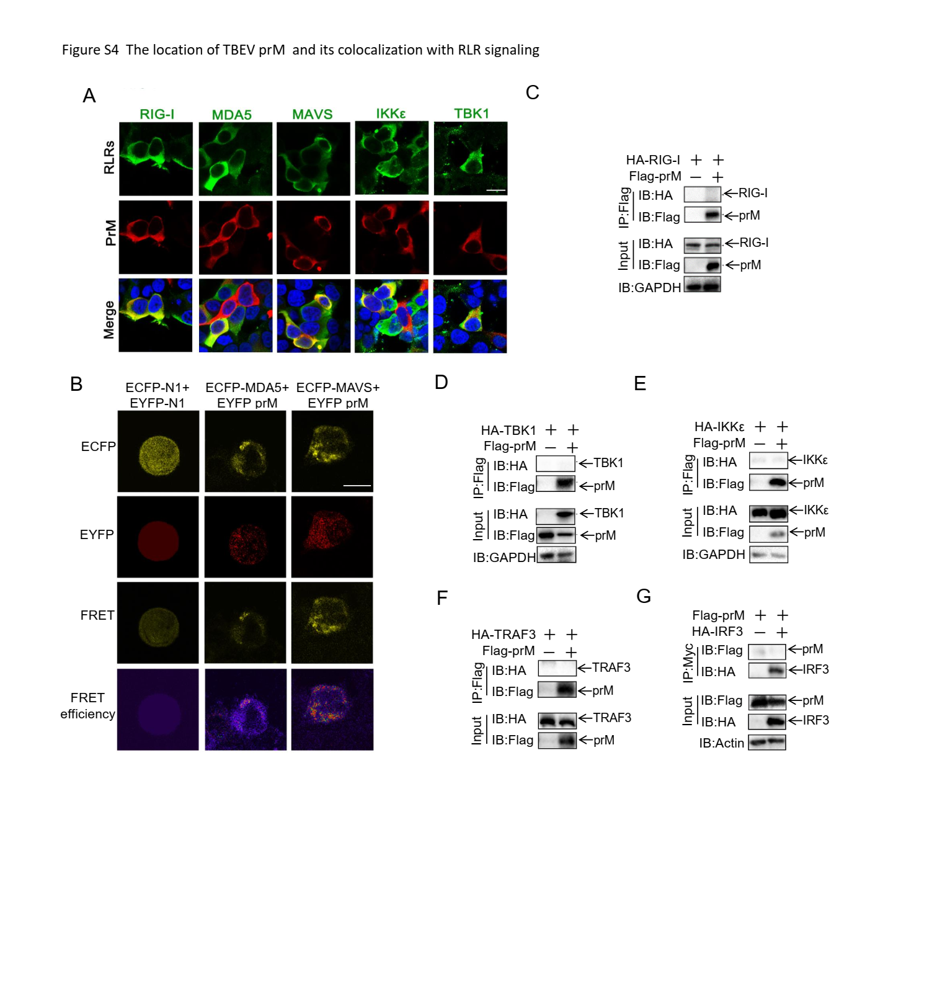 Figure S4  The location of TBEV prM  and its colocalization with RLR signaling
A
RIG-I MDA5 MAVS IKKε TBK1
RLRs
PrM
Merge
B
ECFP-N1+ ECFP-MDA5+ ECFP-MAVS+
EYFP-N1 EYFP prM EYFP prM
ECFP
EYFP
FRET
FRET
efficiency
C
HA-RIG-I + +
Flag-prM − +
IP:Flag
IB:HA ←RIG-I
IB:Flag ←prM
Input
IB:HA ←RIG-I
IB:Flag ←prM
IB:GAPDH
D
HA-TBK1 + +
Flag-prM − +
IP:Flag
IB:HA ←TBK1
IB:Flag ←prM
Input
IB:HA ←TBK1
IB:Flag ←prM
IB:GAPDH
E
HA-IKKε + +
Flag-prM − +
IP:Flag
IB:HA ←IKKε
IB:Flag ←prM
Input
IB:HA ←IKKε
IB:Flag ←prM
IB:GAPDH
F
HA-TRAF3 + +
Flag-prM − +
IP:Flag
IB:HA ←TRAF3
IB:Flag ←prM
Input
IB:HA ←TRAF3
IB:Flag ←prM
G
Flag-prM + +
HA-IRF3 − +
IP:Myc
IB:Flag ←prM
IB:HA ←IRF3
Input
IB:Flag ←prM
IB:HA ←IRF3
IB:Actin